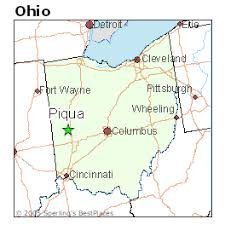 Ohio
Detroit
Erie
Cleveland
Fort Wayne
Pittsburgh
Piqua
Wheeling
Columbus
Cincinnati
© 2005 Sperling's BestPlaces